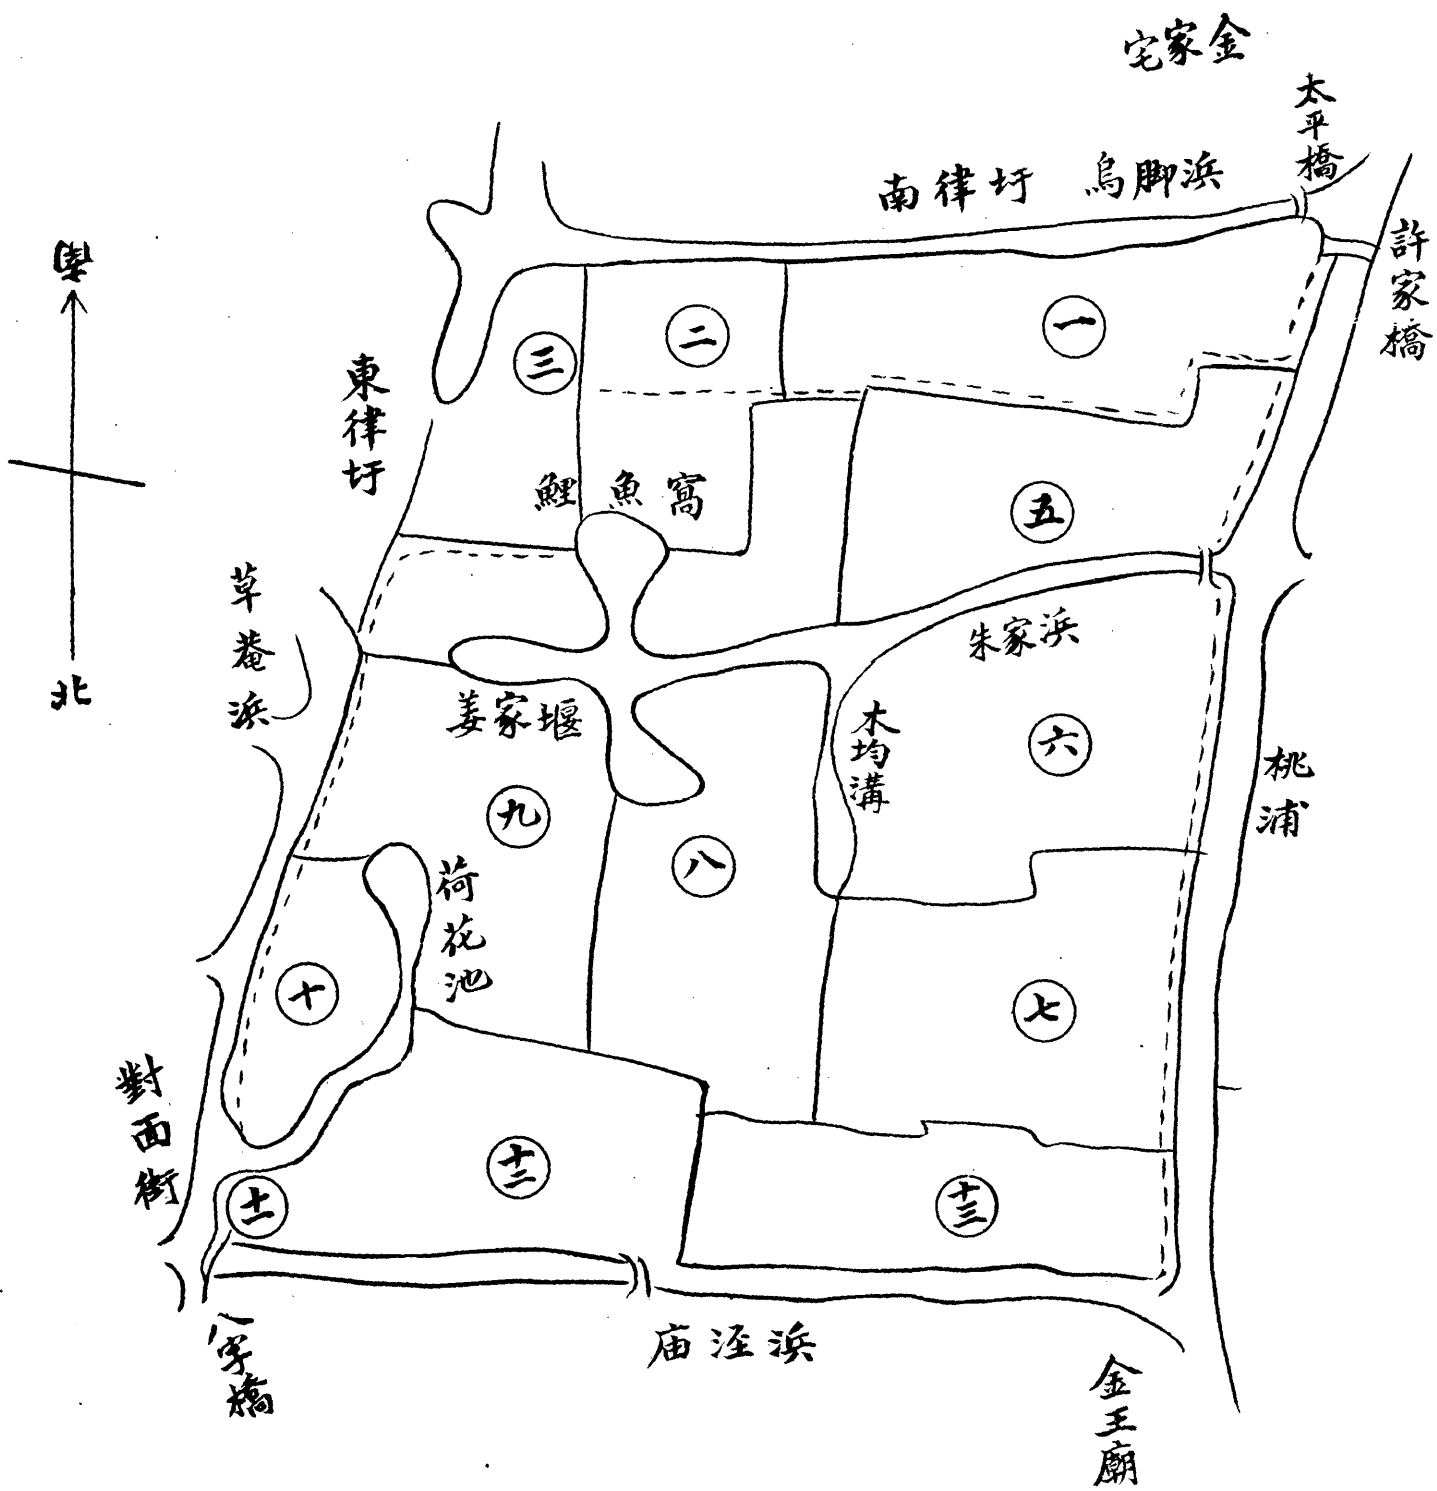 金家宅
太平橋
南律圩
烏脚浜
許家橋
北
東律圩
三
二
一
鯉魚窩
五
草菴浜
朱家浜
姜家堰
木均溝
六
桃浦
九
八
荷花池
十
七
對面街
十二
十一
十三
八字橋
庙泾浜
金王廟